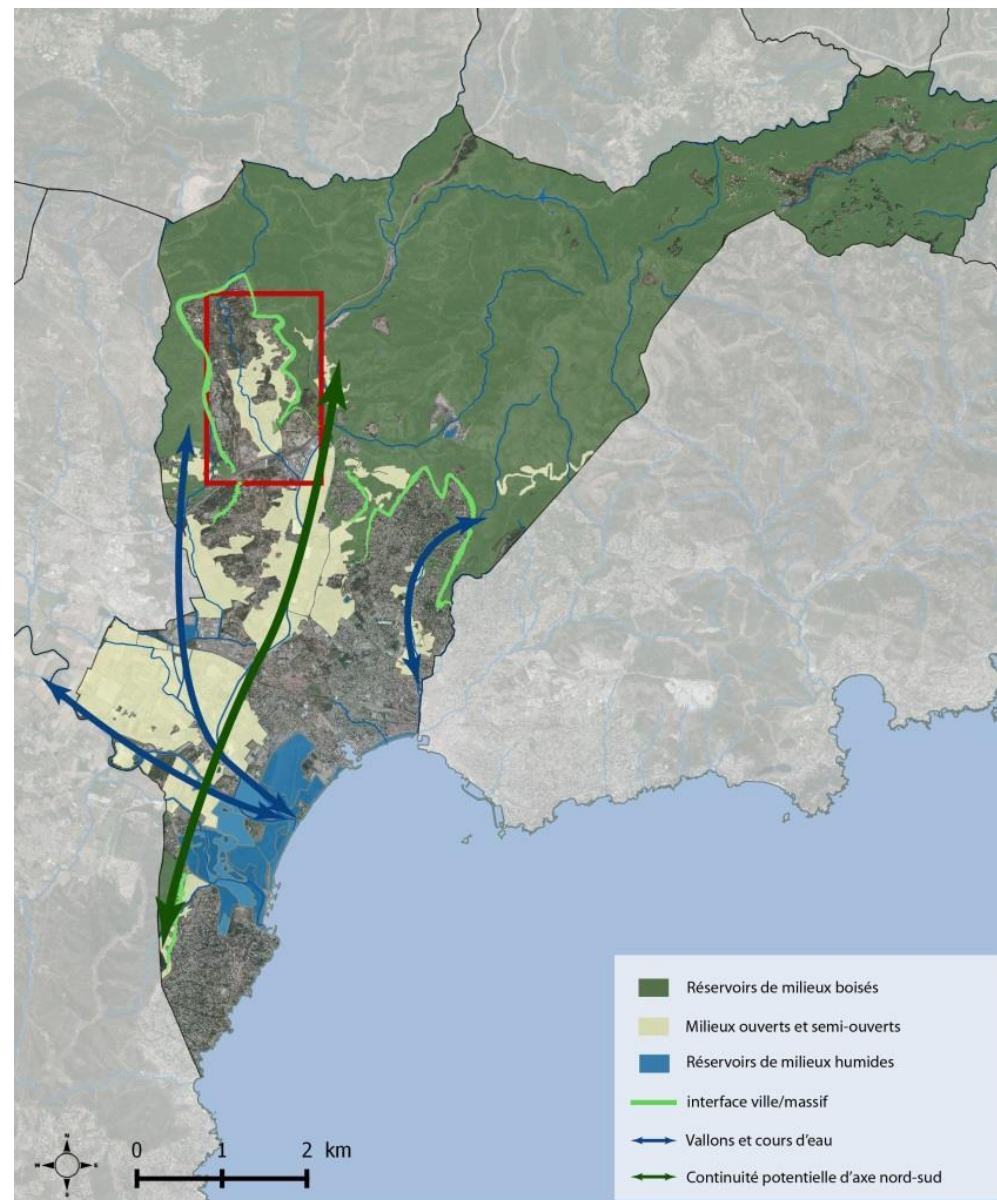 Réservoirs de milieux boisés
Milieux ouverts et semi-ouverts
Réservoirs de milieux humides
interface ville/massif
Vallons et cours d'eau
Continuité potentielle d'axe nord-sud
N
W E
S
0 1 2 km